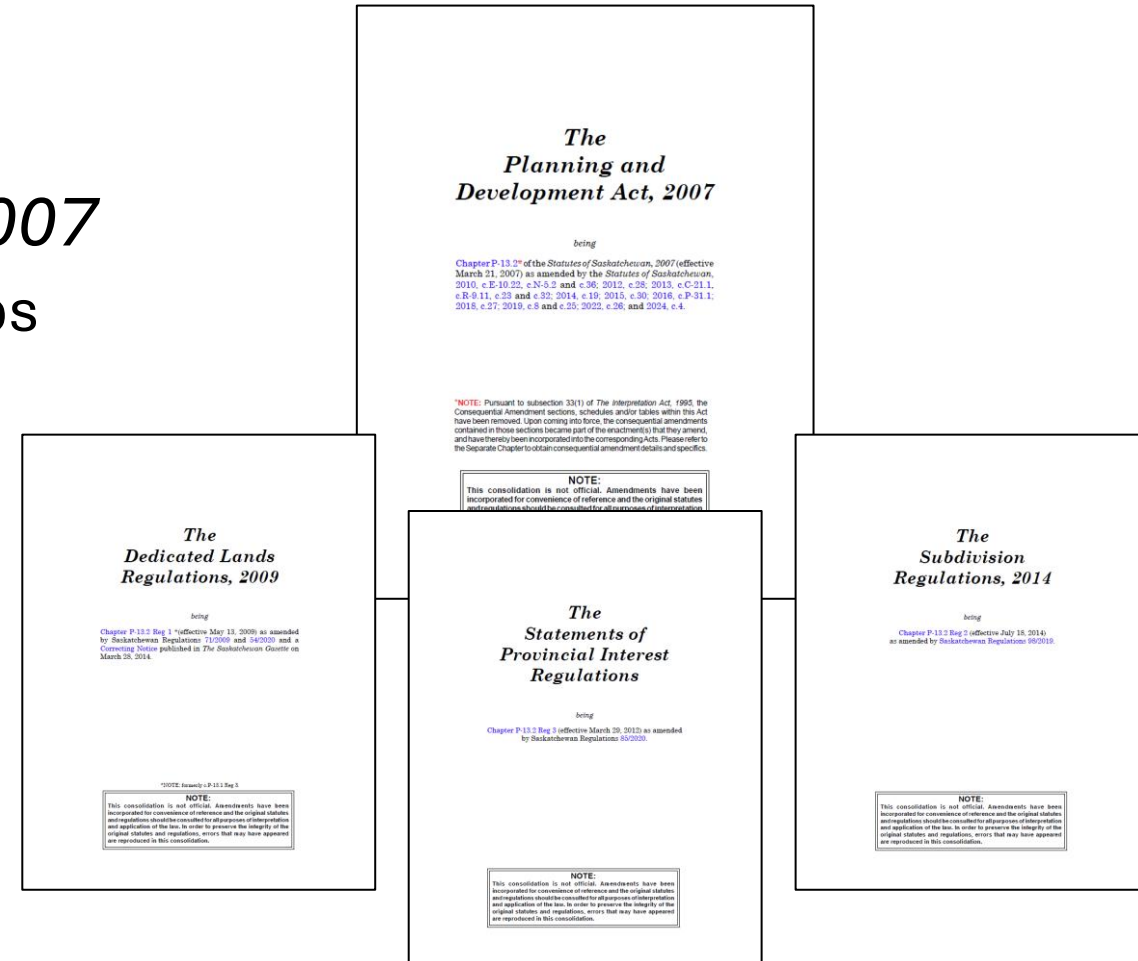 007
os
The
Planning and
Development Act, 2007
being
Chapter P-13.2* of the Statutes of Saskatchewan, 2007 (effective
March 21, 2007) as amended by the Statutes of Saskatchewan,
2010, c.E-10.22, c.N-5.2 and c.36; 2012, c.28; 2013, c.C-21.1,
c.R-9.11, c.23 and c.32; 2014, c.19; 2015, c.30; 2016, c.P-31.1;
2018, c.27; 2019, c.8 and c.25; 2022, c.26; and 2024, c.4.
*NOTE: Pursuant to subsection 33(1) of The Interpretation Act, 1995, the
Consequential Amendment sections, schedules and/or tables within this Act
have been removed. Upon coming into force, the consequential amendments
contained in those sections became part of the enactment(s) that they amend,
and have thereby been incorporated into the corresponding Acts. Please refer to
the Separate Chapter to obtain consequential amendment details and specifics.
NOTE:
This consolidation is not official. Amendments have been
incorporated for convenience of reference and the original statutes
and regulations should be consulted for all purposes of interpretation
The
Dedicated Lands
Regulations, 2009
being
Chapter P-13.2 Reg 1 *(effective May 13, 2009) as amended
by Saskatchewan Regulations 71/2009 and 54/2020 and a
Correcting Notice published in The Saskatchewan Gazette on
March 28, 2014.
*NOTE: formerly c.P-13.1 Reg 3
NOTE:
This consolidation is not official. Amendments have been
incorporated for convenience of reference and the original statutes
and regulations should be consulted for all purposes of interpretation
and application of the law. In order to preserve the integrity of the
original statutes and regulations, errors that may have appeared
are reproduced in this consolidation.
The
Statements of
Provincial Interest
Regulations
being
Chapter P-13.2 Reg 3 (effective March 29, 2012) as amended
by Saskatchewan Regulations 85/2020.
NOTE:
This consolidation is not official. Amendments have been
incorporated for convenience of reference and the original statutes
and regulations should be consulted for all purposes of interpretation
and application of the law. In order to preserve the integrity of the
original statutes and regulations, errors that may have appeared
are reproduced in this consolidation.
The
Subdivision
Regulations, 2014
being
Chapter P-13.2 Reg 2 (effective July 18, 2014)
as amended by Saskatchewan Regulations 98/2019.
NOTE:
This consolidation is not official. Amendments have been
incorporated for convenience of reference and the original statutes
and regulations should be consulted for all purposes of interpretation
and application of the law. In order to preserve the integrity of the
original statutes and regulations, errors that may have appeared
are reproduced in this consolidation.